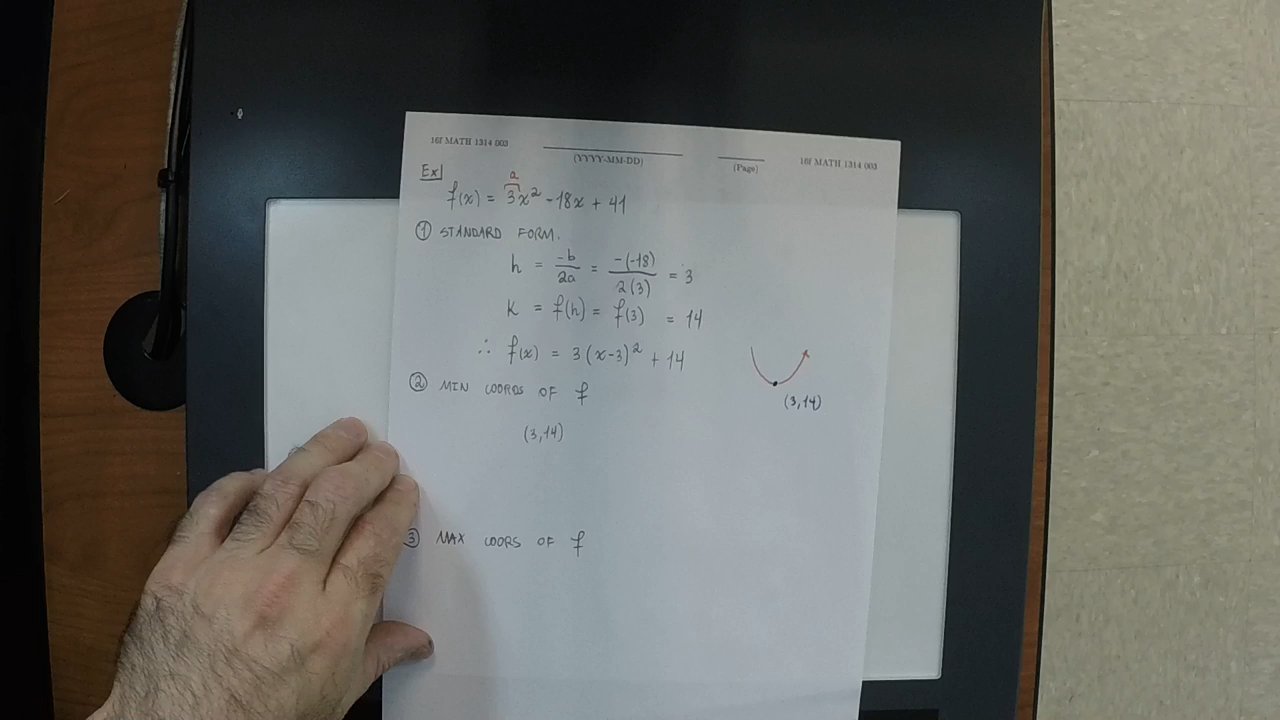 16f MATH 1314 003
(YYYY-MM-DD)
(Page)
16f MATH 1314 003
Ex
a
f(x) = 3x² - 18x + 41
① STANDARD FORM.
h = -b/2a = -(-18)/2(3) = 3
K = f(h) = f(3) = 14
∴ f(x) = 3(x-3)² + 14
② MIN COORDS OF f
(3,14)
(3,14)
③ MAX COORS OF f